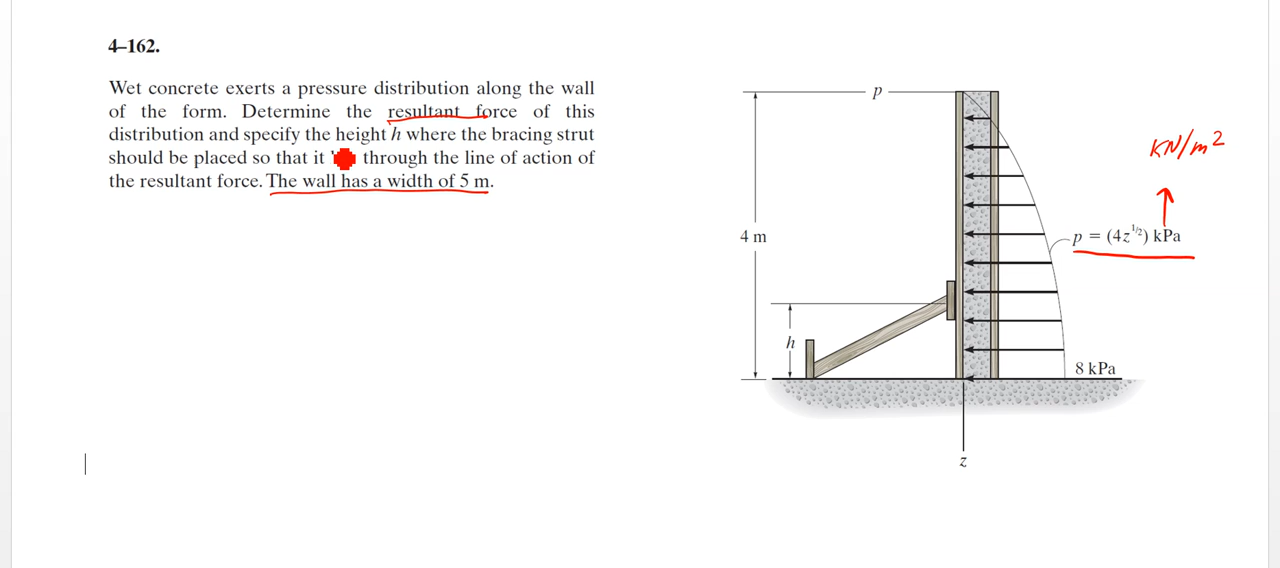 4–162.
Wet concrete exerts a pressure distribution along the wall
of the form. Determine the resultant force of this
distribution and specify the height h where the bracing strut
should be placed so that it through the line of action of
the resultant force. The wall has a width of 5 m.
p
KN/m²
4 m
p = (4z^½) kPa
h
8 kPa
z